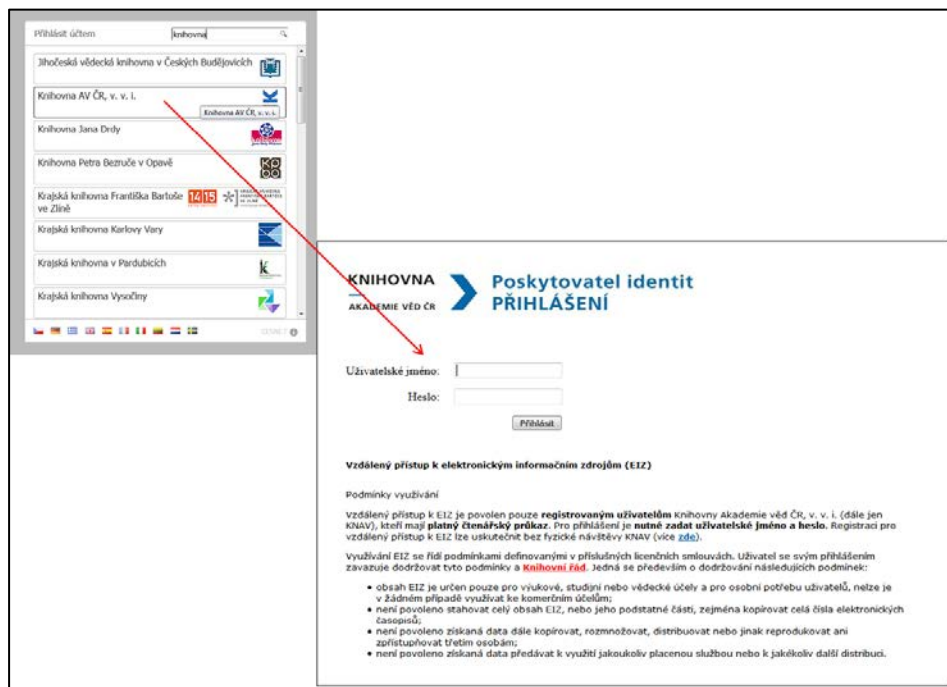 Přihlásit účtem
knihovna
Jihočeská vědecká knihovna v Českých Budějovicích
Knihovna AV ČR, v. v. i.
Knihovna AV ČR, v. v. i.
Knihovna Jana Drdy
Knihovna Petra Bezruče v Opavě
Krajská knihovna Františka Bartoše
ve Zlíně
1415
Krajská knihovna Karlovy Vary
Krajská knihovna v Pardubicích
Krajská knihovna Vysočiny
KNIHOVNA
AKADEMIE VĚD ČR
Poskytovatel identit
PŘIHLÁŠENÍ
Uživatelské jméno:
Heslo:
Přihlásit
Vzdálený přístup k elektronickým informačním zdrojům (EIZ)
Podmínky využívání
Vzdálený přístup k EIZ je povolen pouze registrovaným uživatelům Knihovny Akademie věd ČR, v. v. i. (dále jen
KNAV), kteří mají platný čtenářský průkaz. Pro přihlášení je nutné zadat uživatelské jméno a heslo. Registraci pro
vzdálený přístup k EIZ lze uskutečnit bez fyzické návštěvy KNAV (více zde).
Využívání EIZ se řídí podmínkami definovanými v příslušných licenčních smlouvách. Uživatel se svým přihlášením
zavazuje dodržovat tyto podmínky a Knihovní řád. Jedná se především o dodržování následujících podmínek:
• obsah EIZ je určen pouze pro výukové, studijní nebo vědecké účely a pro osobní potřebu uživatelů, nelze je
v žádném případě využívat ke komerčním účelům;
• není povoleno stahovat celý obsah EIZ, nebo jeho podstatné části, zejména kopírovat celá čísla elektronických
časopisů;
• není povoleno získaná data dále kopírovat, rozmnožovat, distribuovat nebo jinak reprodukovat ani
zpřístupňovat třetím osobám;
• není povoleno získaná data předávat k využití jakoukoliv placenou službou nebo k jakékoliv další distribuci.